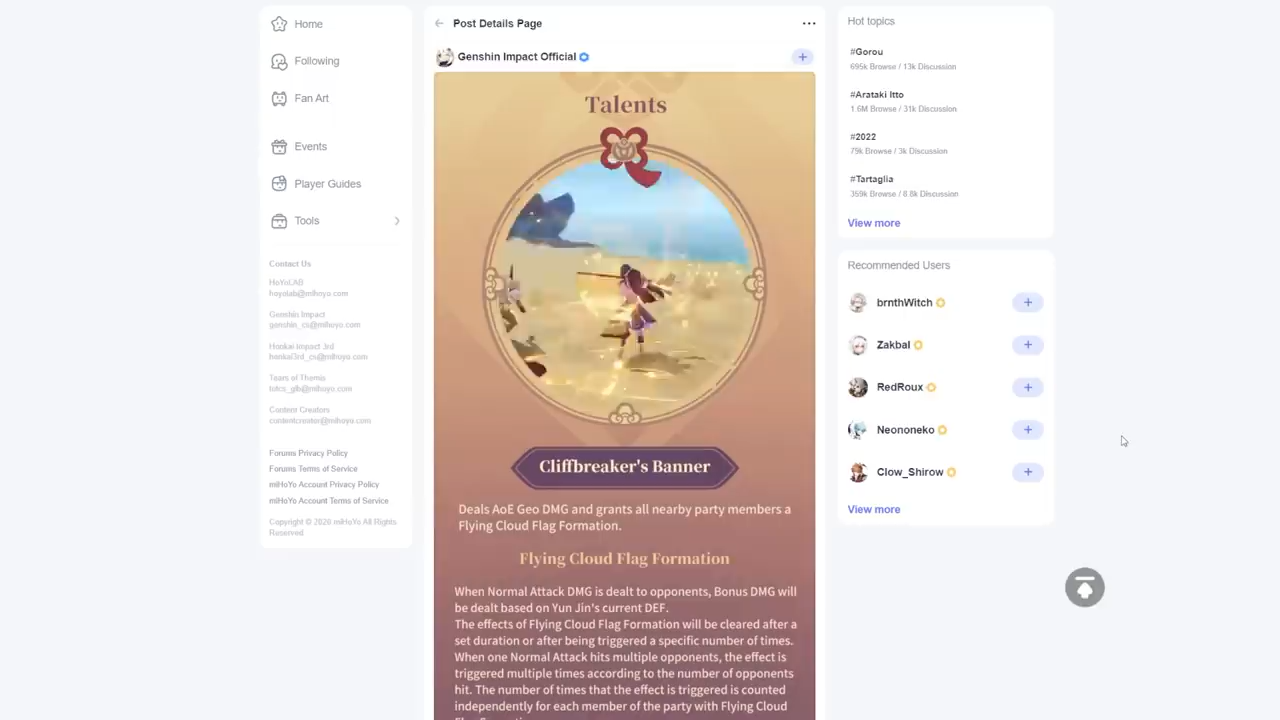 Home
Following
Fan Art
Events
Player Guides
Tools
Contact Us
HoYoLAB
hoyolab@mihoyo.com
Genshin Impact
genshin_cs@mihoyo.com
Honkai Impact 3rd
honkai3rd_cs@mihoyo.com
Tears of Themis
totcs_glb@mihoyo.com
Content Creators
contentcreator@mihoyo.com
Forums Privacy Policy
Forums Terms of Service
miHoYo Account Privacy Policy
miHoYo Account Terms of Service
Copyright © 2020 miHoYo All Rights
Reserved
Post Details Page
Genshin Impact Official
Talents
Cliffbreaker's Banner
Deals AoE Geo DMG and grants all nearby party members a
Flying Cloud Flag Formation.
Flying Cloud Flag Formation
When Normal Attack DMG is dealt to opponents, Bonus DMG will
be dealt based on Yun Jin's current DEF.
The effects of Flying Cloud Flag Formation will be cleared after a
set duration or after being triggered a specific number of times.
When one Normal Attack hits multiple opponents, the effect is
triggered multiple times according to the number of opponents
hit. The number of times that the effect is triggered is counted
independently for each member of the party with Flying Cloud
Hot topics
#Gorou
695k Browse / 13k Discussion
#Arataki Itto
1.6M Browse / 31k Discussion
#2022
79k Browse / 3k Discussion
#Tartaglia
359k Browse / 8.8k Discussion
View more
Recommended Users
brnthWitch
Zakbal
RedRoux
Neononeko
Clow_Shirow
View more